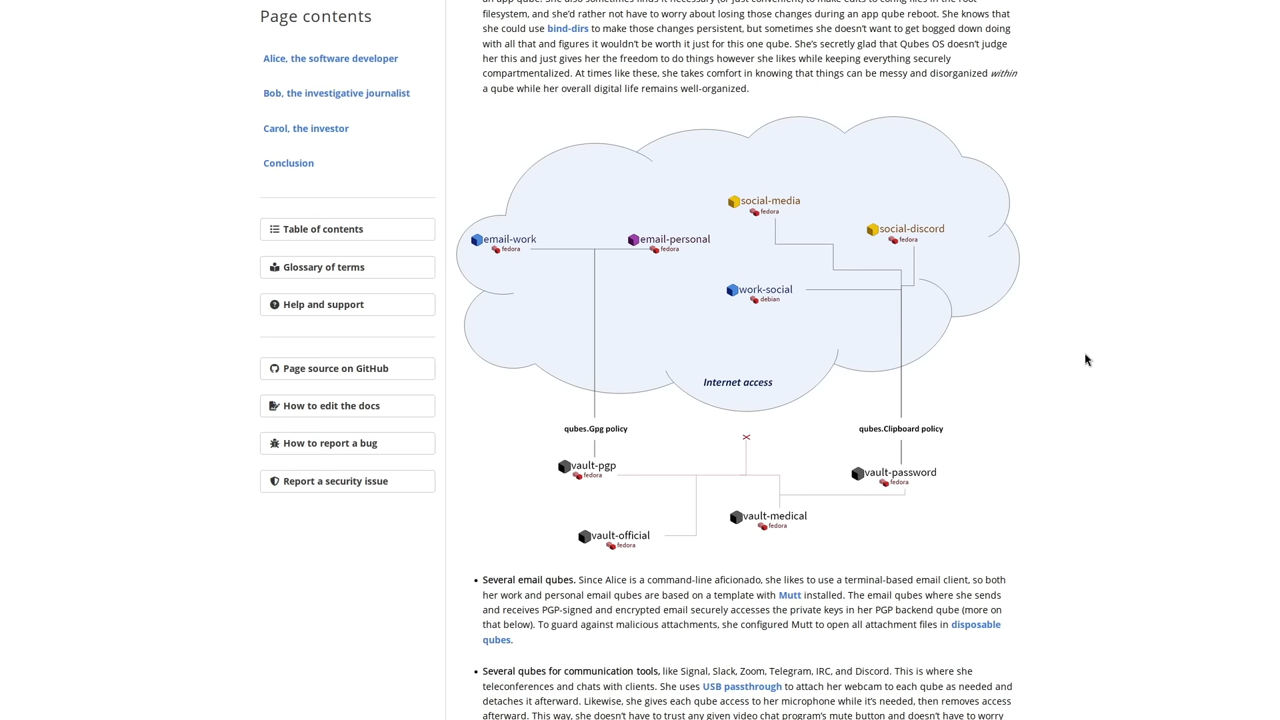 Page contents
Alice, the software developer
Bob, the investigative journalist
Carol, the investor
Conclusion
Table of contents
Glossary of terms
Help and support
Page source on GitHub
How to edit the docs
How to report a bug
Report a security issue
filesystem, and she’d rather not have to worry about losing those changes during an app qube reboot. She knows that
she could use bind-dirs to make those changes persistent, but sometimes she doesn’t want to get bogged down doing
with all that and figures it wouldn’t be worth it just for this one qube. She’s secretly glad that Qubes OS doesn’t judge
her this and just gives her the freedom to do things however she likes while keeping everything securely
compartmentalized. At times like these, she takes comfort in knowing that things can be messy and disorganized within
a qube while her overall digital life remains well-organized.
social-media
fedora
social-discord
fedora
email-work
fedora
email-personal
fedora
work-social
debian
Internet access
qubes.Gpg policy
qubes.Clipboard policy
vault-pgp
fedora
vault-password
fedora
vault-medical
fedora
vault-official
fedora
• Several email qubes. Since Alice is a command-line aficionado, she likes to use a terminal-based email client, so both
her work and personal email qubes are based on a template with Mutt installed. The email qubes where she sends
and receives PGP-signed and encrypted email securely accesses the private keys in her PGP backend qube (more on
that below). To guard against malicious attachments, she configured Mutt to open all attachment files in disposable
qubes.
• Several qubes for communication tools, like Signal, Slack, Zoom, Telegram, IRC, and Discord. This is where she
teleconferences and chats with clients. She uses USB passthrough to attach her webcam to each qube as needed and
detaches it afterward. Likewise, she gives each qube access to her microphone while it’s needed, then removes access
afterward. This way, she doesn’t have to trust any given video chat program’s mute button and doesn’t have to worry